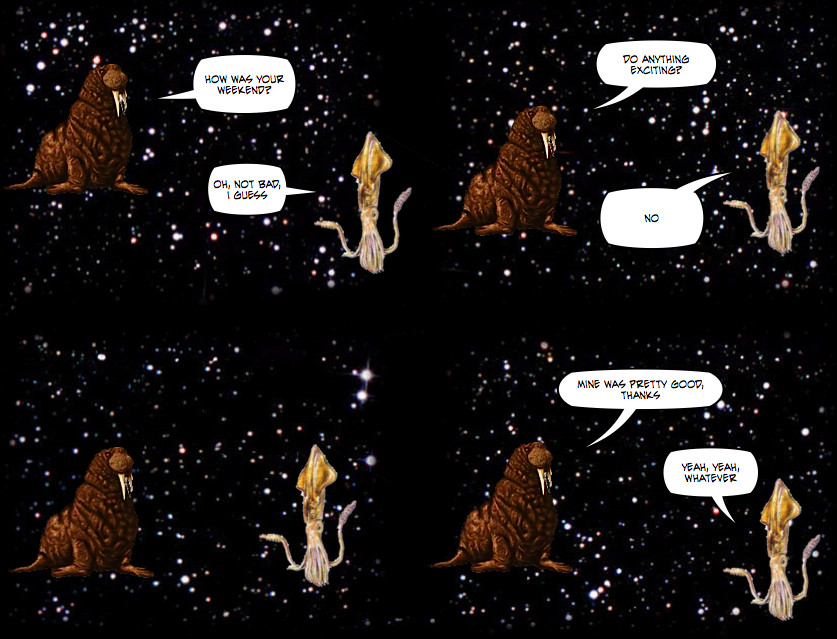 HOW WAS YOUR
WEEKEND?
OH, NOT BAD,
I GUESS
DO ANYTHING
EXCITING?
NO
MINE WAS PRETTY GOOD,
THANKS
YEAH, YEAH,
WHATEVER